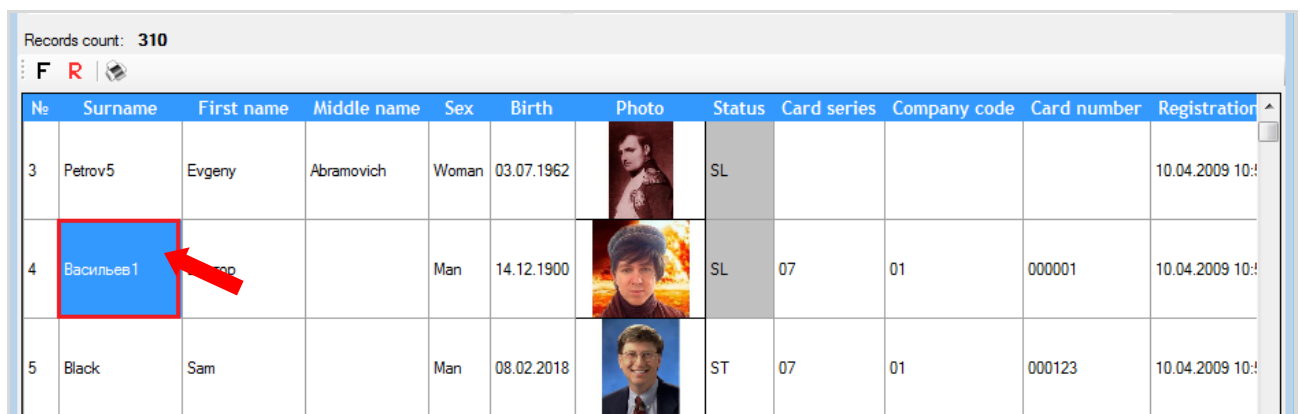 Records count: 310
F R
№ Surname First name Middle name Sex Birth Photo Status Card series Company code Card number Registration
3 Petrov5 Evgeny Abramovich Woman 03.07.1962 SL 10.04.2009 10:
4 Васильев1 Man 14.12.1900 SL 07 01 000001 10.04.2009 10:
5 Black Sam Man 08.02.2018 ST 07 01 000123 10.04.2009 10: